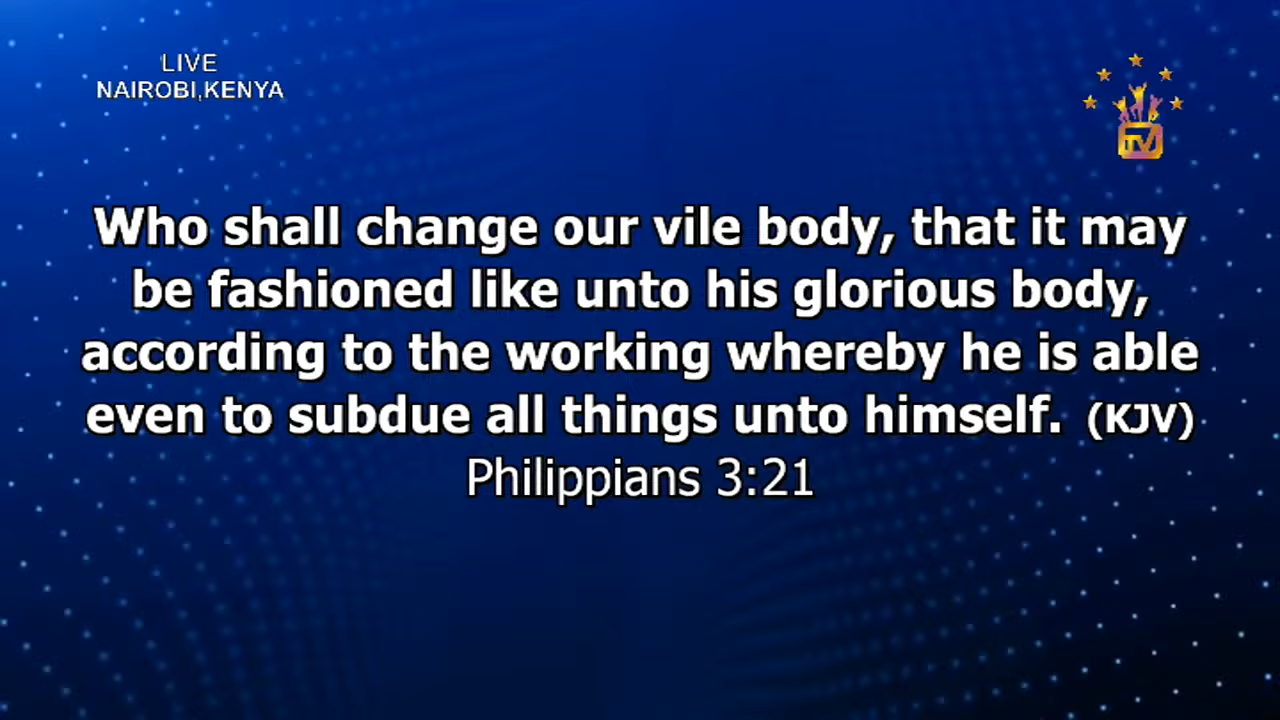 LIVE
NAIROBI,KENYA
TV
Who shall change our vile body, that it may
be fashioned like unto his glorious body,
according to the working whereby he is able
even to subdue all things unto himself. (KJV)
Philippians 3:21